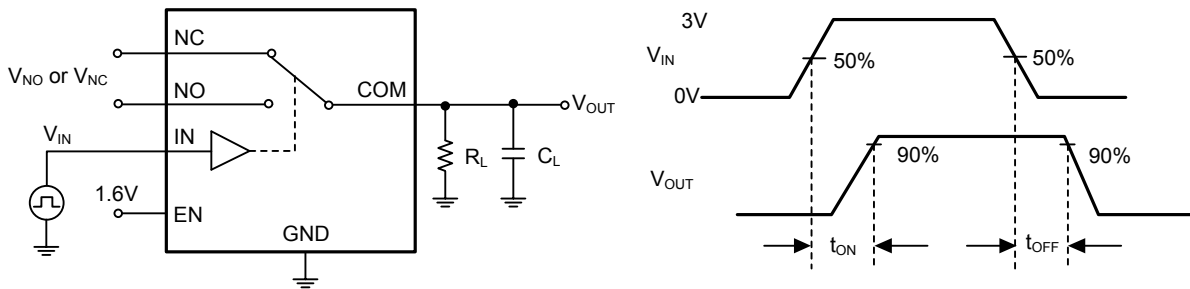 NC
V_NO or V_NC
NO
COM
V_OUT
V_IN
IN
R_L
C_L
1.6V
EN
GND
3V
V_IN
50%
50%
0V
90%
90%
V_OUT
t_ON
t_OFF